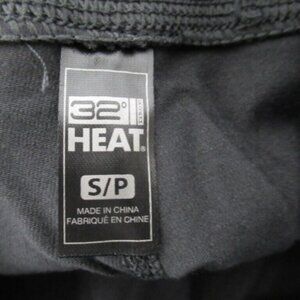 32°
HEAT®
S/P
MADE IN CHINA
FABRIQUÉ EN CHINE